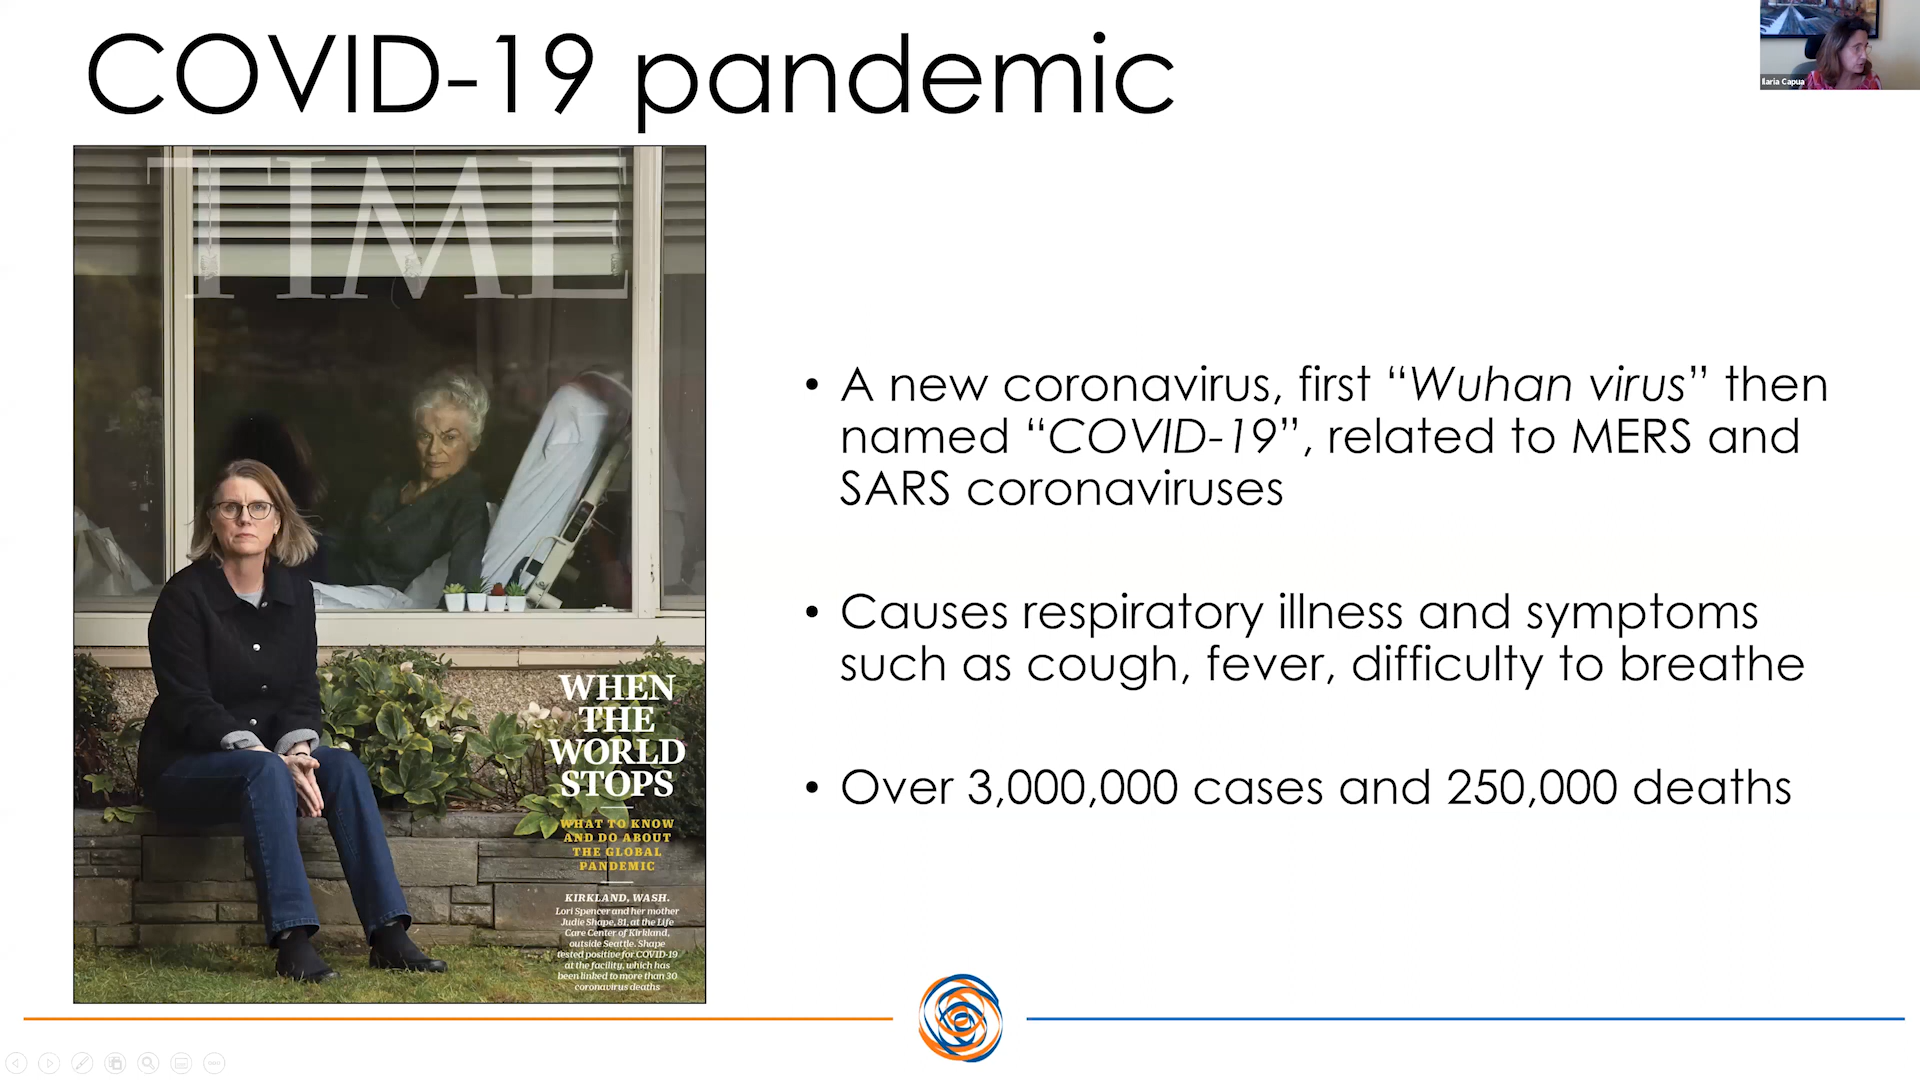 COVID-19 pandemic
Ilaria Capua
TIME
WHEN
THE
WORLD
STOPS
WHAT TO KNOW
AND DO ABOUT
THE GLOBAL
PANDEMIC
KIRKLAND, WASH.
Lori Spencer and her mother
Judie Shape, 81, at the Life
Care Center of Kirkland,
outside Seattle. Shape
tested positive for COVID-19
at the facility, which has
been linked to more than 30
coronavirus deaths
• A new coronavirus, first “Wuhan virus” then
named “COVID-19”, related to MERS and
SARS coronaviruses
• Causes respiratory illness and symptoms
such as cough, fever, difficulty to breathe
• Over 3,000,000 cases and 250,000 deaths